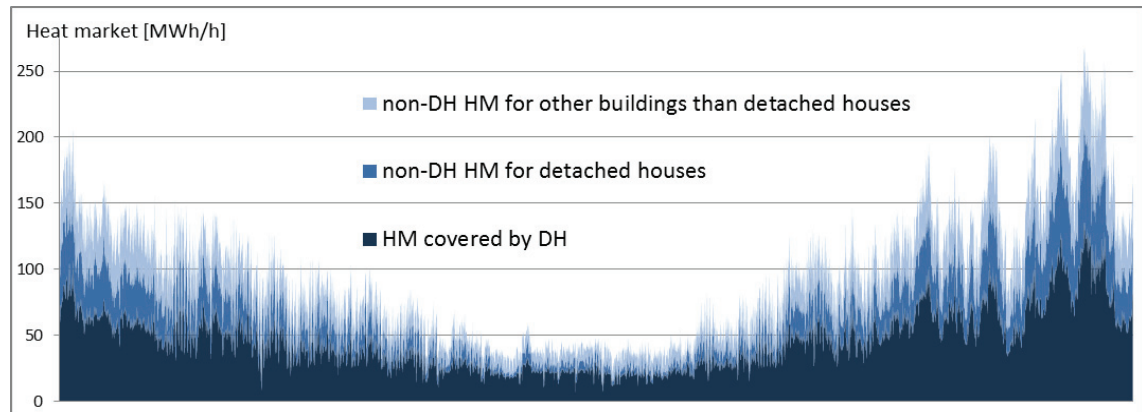 Heat market [MWh/h]
250
non-DH HM for other buildings than detached houses
200
non-DH HM for detached houses
150
HM covered by DH
100
50
0